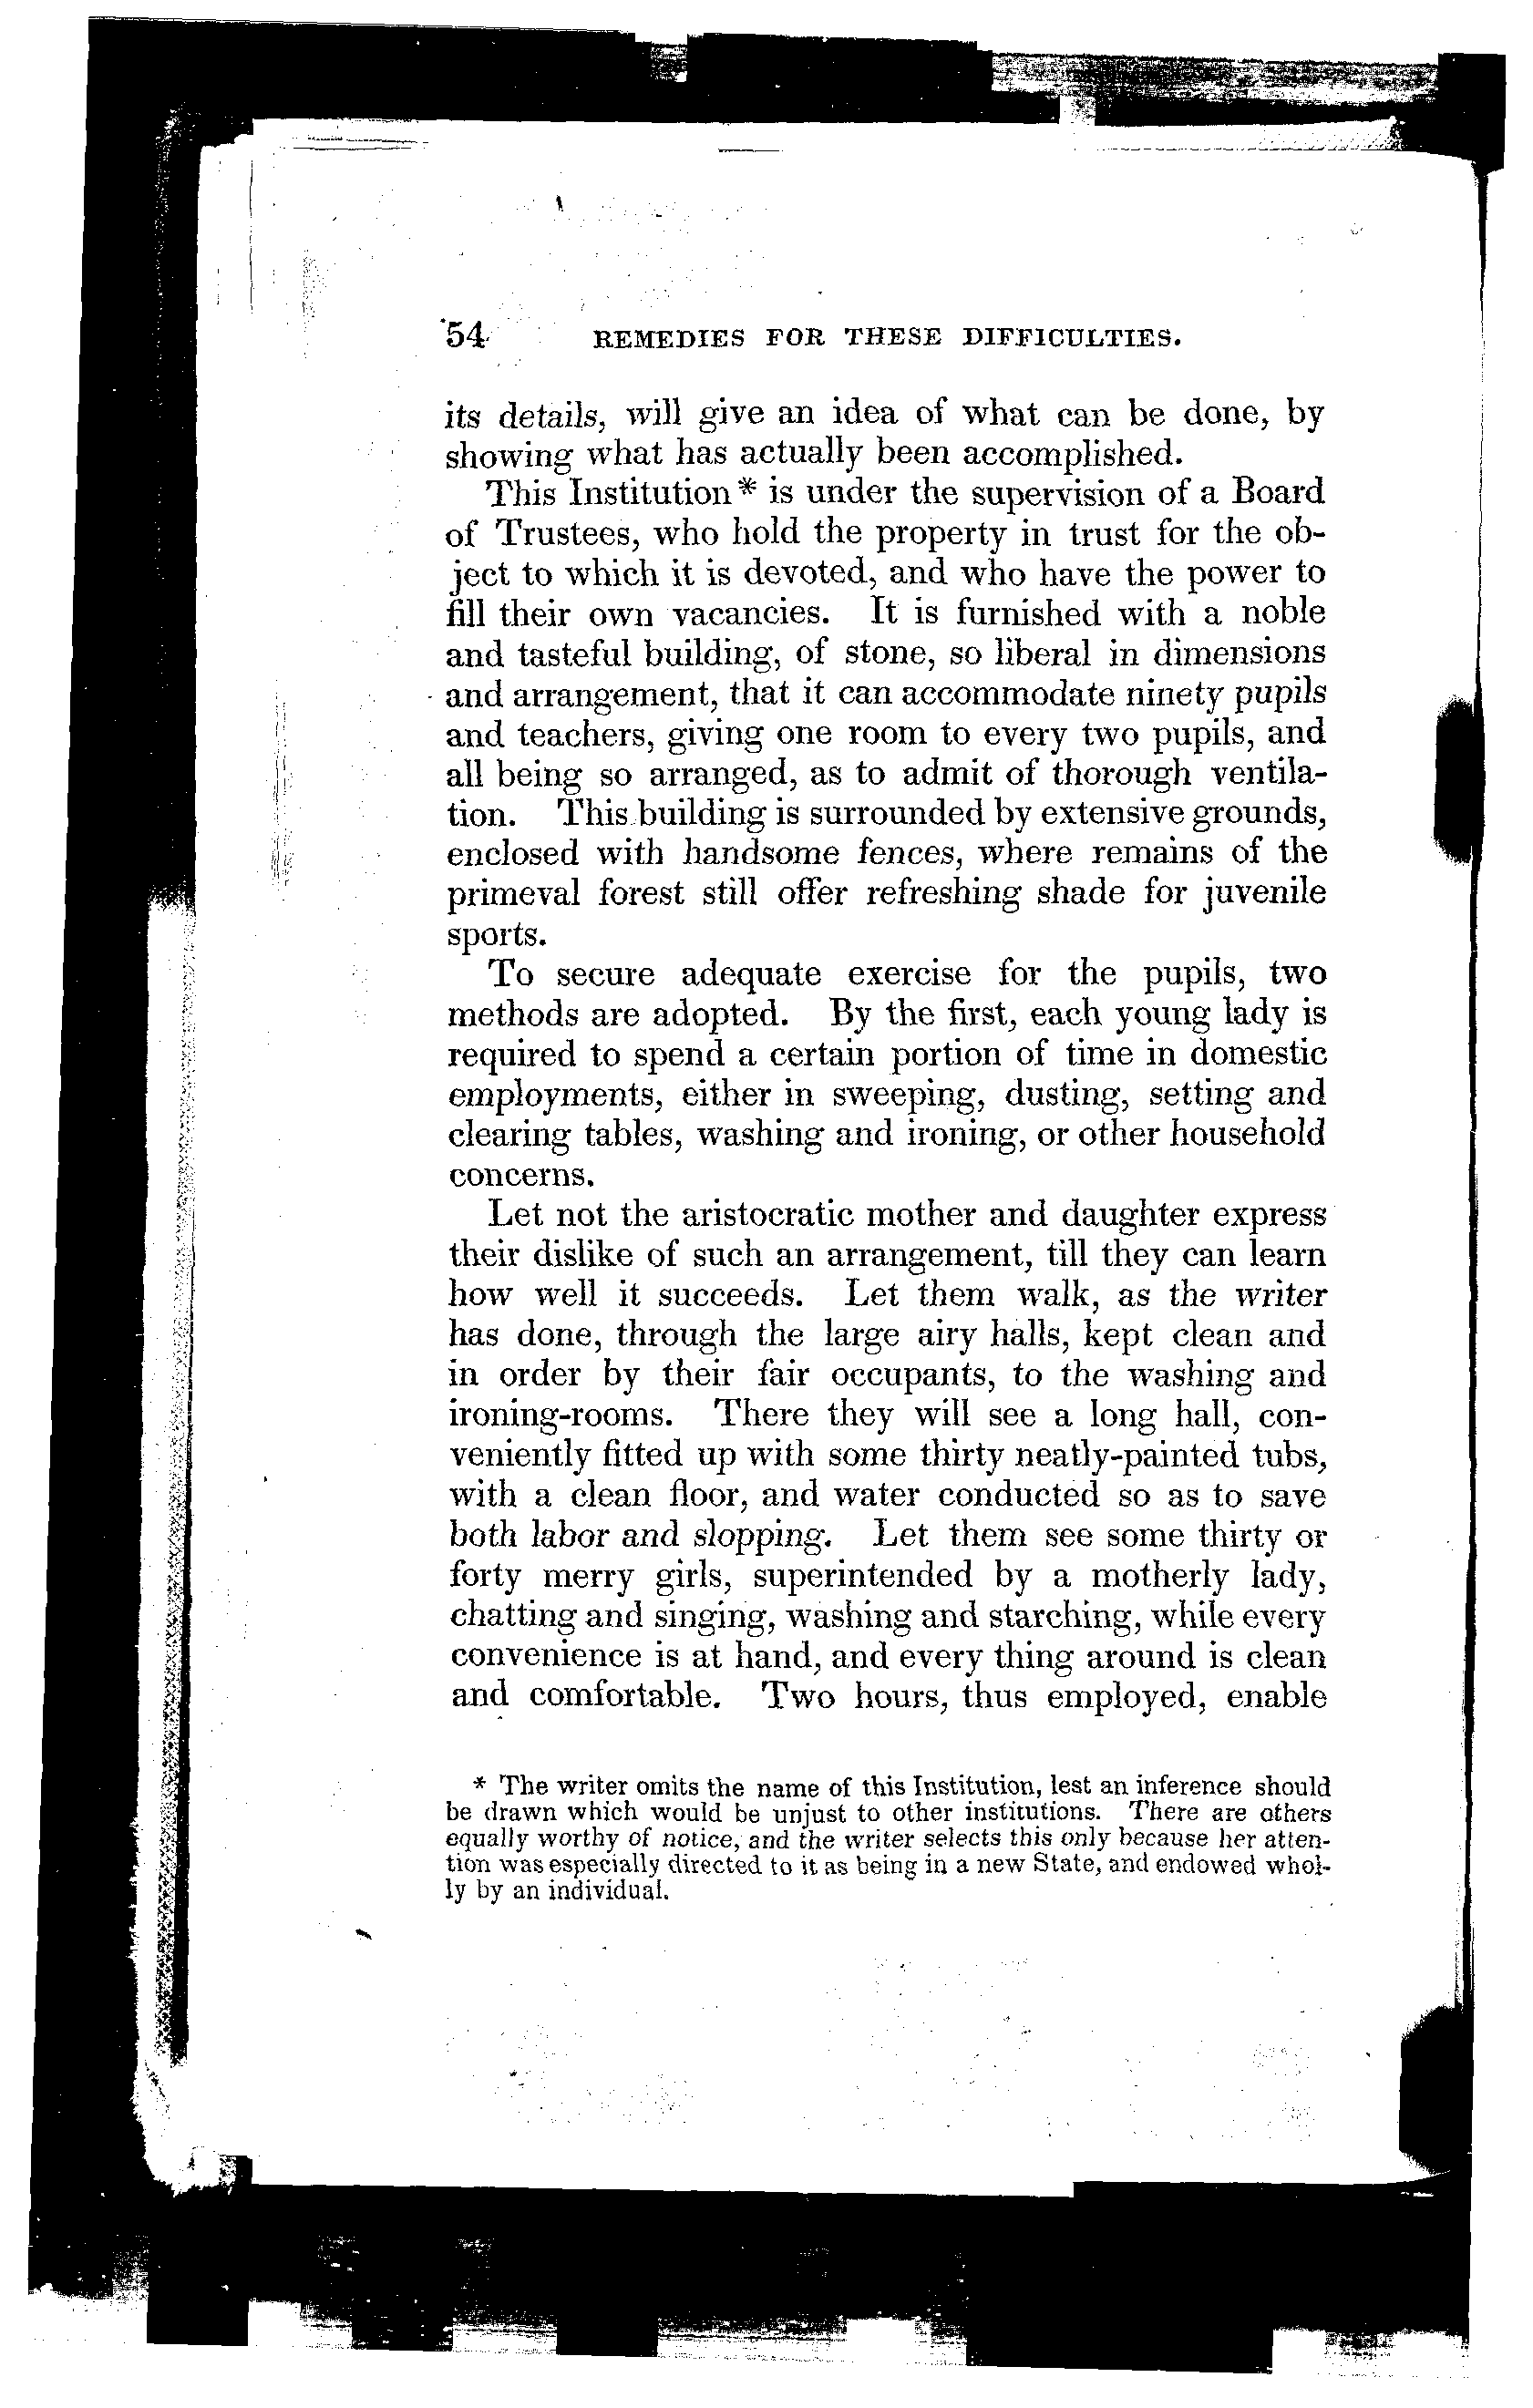 54 REMEDIES FOR THESE DIFFICULTIES.
its details, will give an idea of what can be done, by
showing what has actually been accomplished.
This Institution* is under the supervision of a Board
of Trustees, who hold the property in trust for the ob-
ject to which it is devoted, and who have the power to
fill their own vacancies. It is furnished with a noble
and tasteful building, of stone, so liberal in dimensions
and arrangement, that it can accommodate ninety pupils
and teachers, giving one room to every two pupils, and
all being so arranged, as to admit of thorough ventila-
tion. This building is surrounded by extensive grounds,
enclosed with handsome fences, where remains of the
primeval forest still offer refreshing shade for juvenile
sports.
To secure adequate exercise for the pupils, two
methods are adopted. By the first, each young lady is
required to spend a certain portion of time in domestic
employments, either in sweeping, dusting, setting and
clearing tables, washing and ironing, or other household
concerns.
Let not the aristocratic mother and daughter express
their dislike of such an arrangement, till they can learn
how well it succeeds. Let them walk, as the writer
has done, through the large airy halls, kept clean and
in order by their fair occupants, to the washing and
ironing-rooms. There they will see a long hall, con-
veniently fitted up with some thirty neatly-painted tubs,
with a clean floor, and water conducted so as to save
both labor and slopping. Let them see some thirty or
forty merry girls, superintended by a motherly lady,
chatting and singing, washing and starching, while every
convenience is at hand, and every thing around is clean
and comfortable. Two hours, thus employed, enable
* The writer omits the name of this Institution, lest an inference should
be drawn which would be unjust to other institutions. There are others
equally worthy of notice, and the writer selects this only because her atten-
tion was especially directed to it as being in a new State, and endowed whol-
ly by an individual.